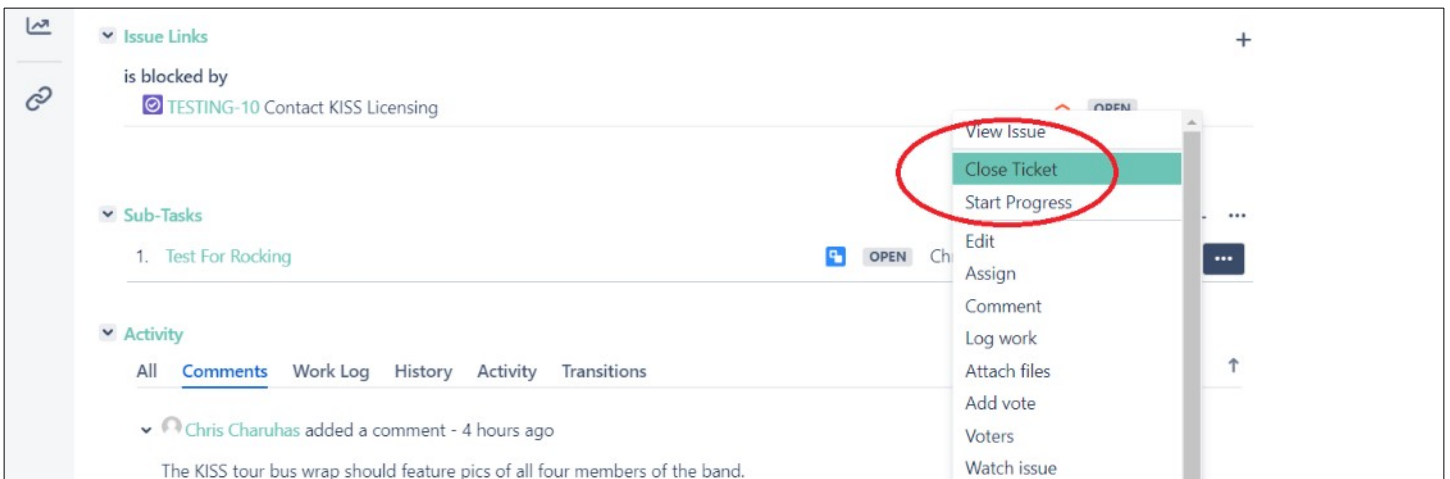 Issue Links
is blocked by
TESTING-10 Contact KISS Licensing
OPEN
View Issue
Close Ticket
Start Progress
Sub-Tasks
1. Test For Rocking OPEN
Edit
Assign
Comment
Log work
Activity
All Comments Work Log History Activity Transitions
Attach files
Add vote
Chris Charuhas added a comment - 4 hours ago
Voters
The KISS tour bus wrap should feature pics of all four members of the band.
Watch issue